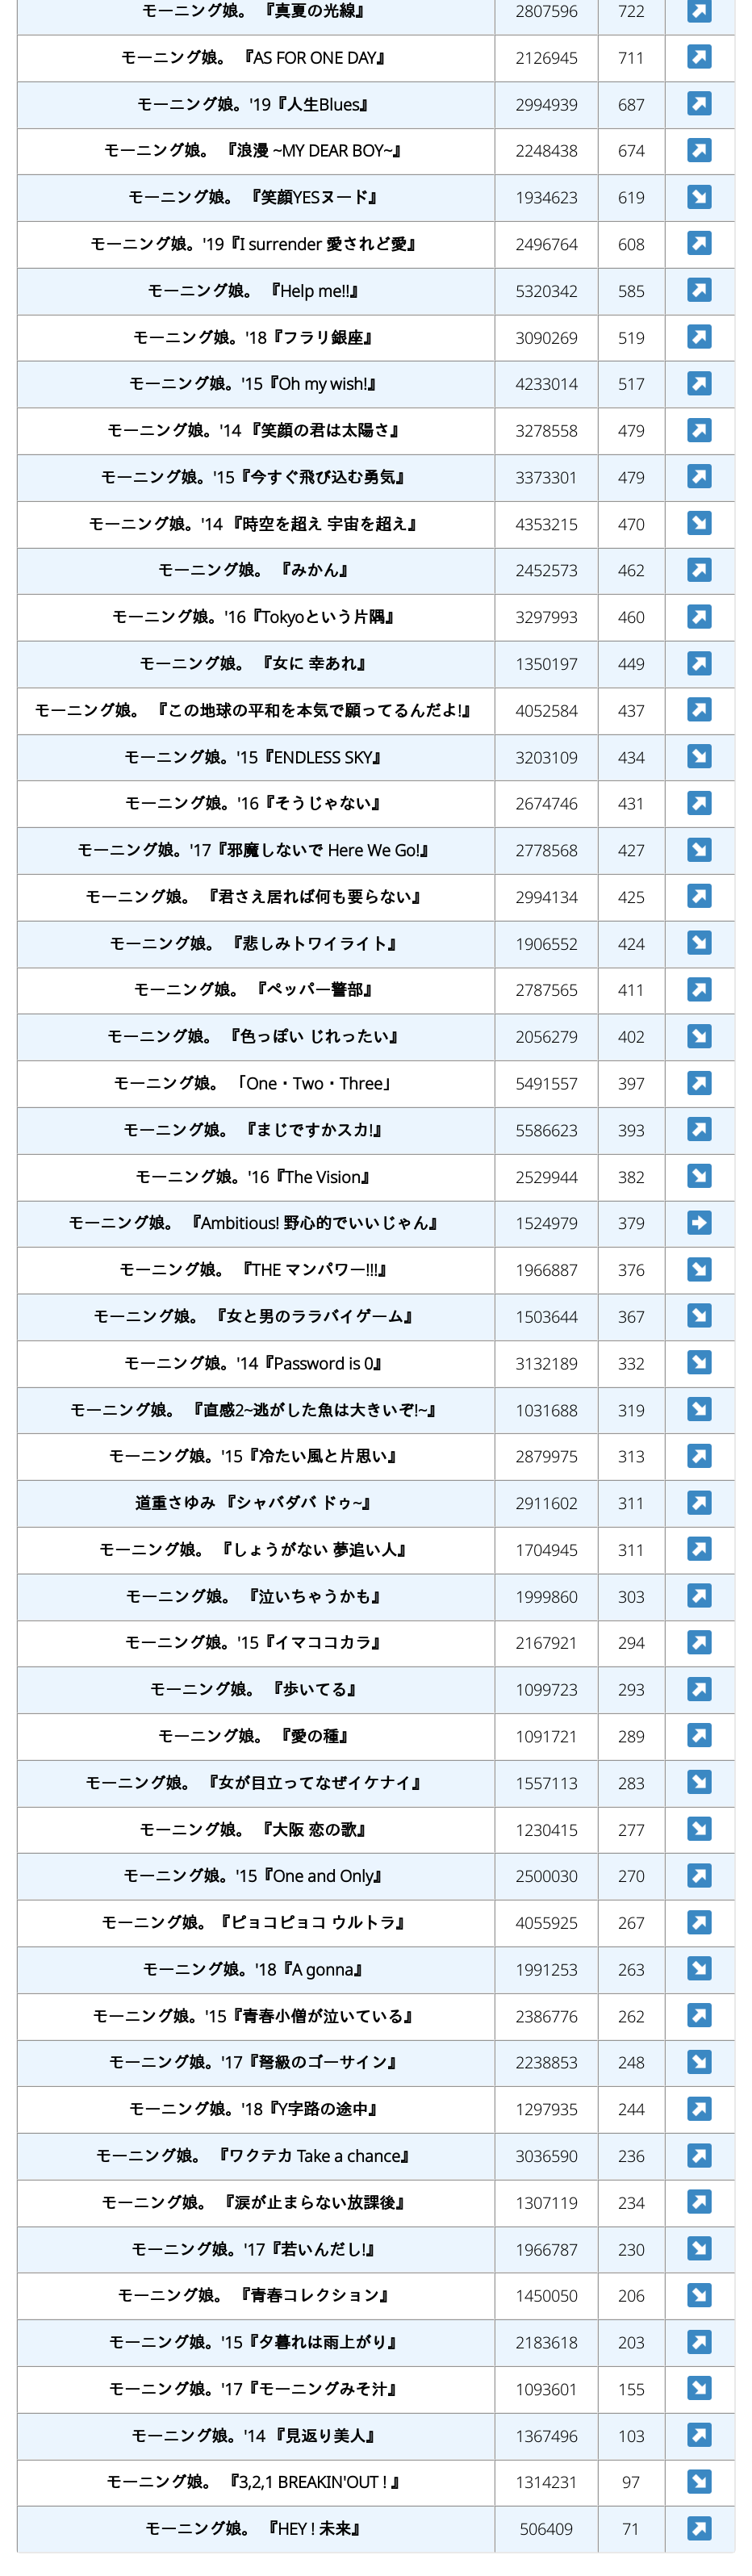 モーニング娘。 『真夏の光線』 2807596 722 ↗
モーニング娘。 『AS FOR ONE DAY』 2126945 711 ↗
モーニング娘。'19『人生Blues』 2994939 687 ↗
モーニング娘。 『浪漫 ~MY DEAR BOY~』 2248438 674 ↗
モーニング娘。 『笑顔YESヌード』 1934623 619 ↘
モーニング娘。'19『I surrender 愛されど愛』 2496764 608 ↗
モーニング娘。 『Help me!!』 5320342 585 ↗
モーニング娘。'18『フラリ銀座』 3090269 519 ↗
モーニング娘。'15『Oh my wish!』 4233014 517 ↗
モーニング娘。'14 『笑顔の君は太陽さ』 3278558 479 ↗
モーニング娘。'15『今すぐ飛び込む勇気』 3373301 479 ↗
モーニング娘。'14 『時空を超え 宇宙を超え』 4353215 470 ↘
モーニング娘。 『みかん』 2452573 462 ↗
モーニング娘。'16『Tokyoという片隅』 3297993 460 ↗
モーニング娘。 『女に 幸あれ』 1350197 449 ↗
モーニング娘。 『この地球の平和を本気で願ってるんだよ!』 4052584 437 ↗
モーニング娘。'15『ENDLESS SKY』 3203109 434 ↘
モーニング娘。'16『そうじゃない』 2674746 431 ↗
モーニング娘。'17『邪魔しないで Here We Go!』 2778568 427 ↘
モーニング娘。 『君さえ居れば何も要らない』 2994134 425 ↗
モーニング娘。 『悲しみトワイライト』 1906552 424 ↘
モーニング娘。 『ペッパー警部』 2787565 411 ↗
モーニング娘。 『色っぽい じれったい』 2056279 402 ↘
モーニング娘。 「One・Two・Three」 5491557 397 ↗
モーニング娘。 『まじですかスカ!』 5586623 393 ↗
モーニング娘。'16『The Vision』 2529944 382 ↘
モーニング娘。 『Ambitious! 野心的でいいじゃん』 1524979 379 ➡
モーニング娘。 『THE マンパワー!!!』 1966887 376 ↘
モーニング娘。 『女と男のララバイゲーム』 1503644 367 ↘
モーニング娘。'14『Password is 0』 3132189 332 ↘
モーニング娘。 『直感2~逃がした魚は大きいぞ!~』 1031688 319 ↘
モーニング娘。'15『冷たい風と片思い』 2879975 313 ↗
道重さゆみ 『シャバダバ ドゥ~』 2911602 311 ↗
モーニング娘。 『しょうがない 夢追い人』 1704945 311 ↗
モーニング娘。 『泣いちゃうかも』 1999860 303 ↗
モーニング娘。'15『イマココカラ』 2167921 294 ↗
モーニング娘。 『歩いてる』 1099723 293 ↗
モーニング娘。 『愛の種』 1091721 289 ↗
モーニング娘。 『女が目立ってなぜイケナイ』 1557113 283 ↘
モーニング娘。 『大阪 恋の歌』 1230415 277 ↘
モーニング娘。'15『One and Only』 2500030 270 ↗
モーニング娘。『ピョコピョコ ウルトラ』 4055925 267 ↗
モーニング娘。'18『A gonna』 1991253 263 ↘
モーニング娘。'15『青春小僧が泣いている』 2386776 262 ↗
モーニング娘。'17『弩級のゴーサイン』 2238853 248 ↘
モーニング娘。'18『Y字路の途中』 1297935 244 ↗
モーニング娘。 『ワクテカ Take a chance』 3036590 236 ↗
モーニング娘。 『涙が止まらない放課後』 1307119 234 ↗
モーニング娘。'17『若いんだし!』 1966787 230 ↘
モーニング娘。 『青春コレクション』 1450050 206 ↘
モーニング娘。'15『夕暮れは雨上がり』 2183618 203 ↗
モーニング娘。'17『モーニングみそ汁』 1093601 155 ↘
モーニング娘。'14 『見返り美人』 1367496 103 ↗
モーニング娘。 『3,2,1 BREAKIN'OUT ! 』 1314231 97 ↘
モーニング娘。 『HEY ! 未来』 506409 71 ↗